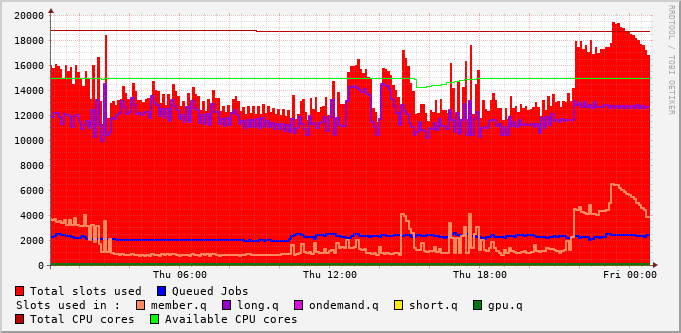 RRDTOOL / TOBI OETIKER
20000
18000
16000
14000
12000
10000
8000
6000
4000
2000
0
Thu 06:00 Thu 12:00 Thu 18:00 Fri 00:00
Total slots used Queued Jobs
Slots used in : member.q long.q ondemand.q short.q gpu.q
Total CPU cores Available CPU cores